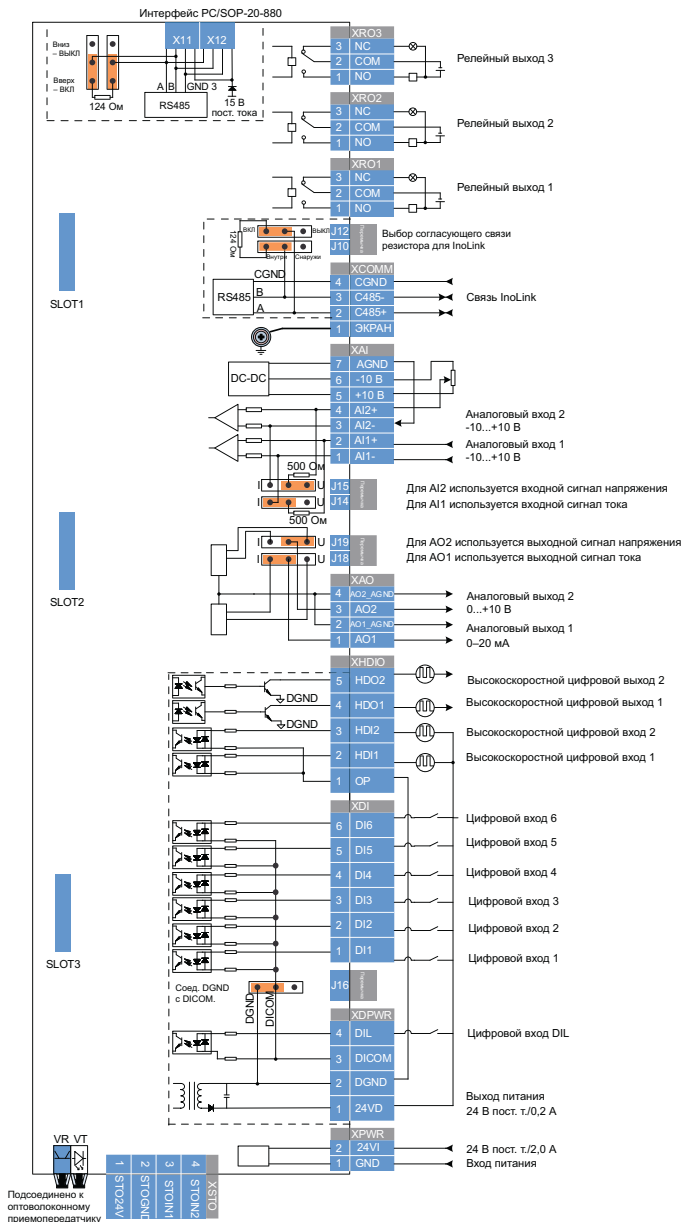 Интерфейс PC/SOP-20-880
Вниз
– ВЫКЛ
Вверх
– ВКЛ
124 Ом
X11
X12
A
B
GND 3
RS485
15 В
пост. тока
XRO3
3 NC
2 COM
1 NO
Релейный выход 3
XRO2
3 NC
2 COM
1 NO
Релейный выход 2
XRO1
3 NC
2 COM
1 NO
Релейный выход 1
SLOT1
124 Ом
ВКЛ
ВЫКЛ
J12
J10
Внутри
Снаружи
Перемычка
Выбор согласующего связи
резистора для InoLink
XCOMM
RS485
CGND
B
A
4 CGND
3 C485-
2 C485+
1 ЭКРАН
Связь InoLink
XAI
DC-DC
7 AGND
6 -10 В
5 +10 В
4 AI2+
3 AI2-
2 AI1+
1 AI1-
Аналоговый вход 2
-10...+10 В
Аналоговый вход 1
-10...+10 В
500 Ом
I
U
J15
I
U
J14
500 Ом
Перемычка
Для AI2 используется входной сигнал напряжения
Для AI1 используется входной сигнал тока
SLOT2
I
U
J19
I
U
J18
Перемычка
Для AO2 используется выходной сигнал напряжения
Для AO1 используется выходной сигнал тока
XAO
4 AO2_AGND
3 AO2
2 AO1_AGND
1 AO1
Аналоговый выход 2
0...+10 В
Аналоговый выход 1
0–20 мА
XHDIO
5 HDO2
4 HDO1
3 HDI2
2 HDI1
1 OP
DGND
DGND
Высокоскоростной цифровой выход 2
Высокоскоростной цифровой выход 1
Высокоскоростной цифровой вход 2
Высокоскоростной цифровой вход 1
XDI
6 DI6
5 DI5
4 DI4
3 DI3
2 DI2
1 DI1
Цифровой вход 6
Цифровой вход 5
Цифровой вход 4
Цифровой вход 3
Цифровой вход 2
Цифровой вход 1
SLOT3
Соед. DGND
с DICOM.
DGND
DICOM
J16
Перемычка
XDPWR
4 DIL
3 DICOM
2 DGND
1 24VD
Цифровой вход DIL
Выход питания
24 В пост. т./0,2 А
XPWR
2 24VI
1 GND
24 В пост. т./2,0 А
Вход питания
VR VT
Подсоединено к
оптоволоконному
приемопередатчику
1 STO24V
2 STOGND
3 STOIN1
4 STOIN2
XSTO